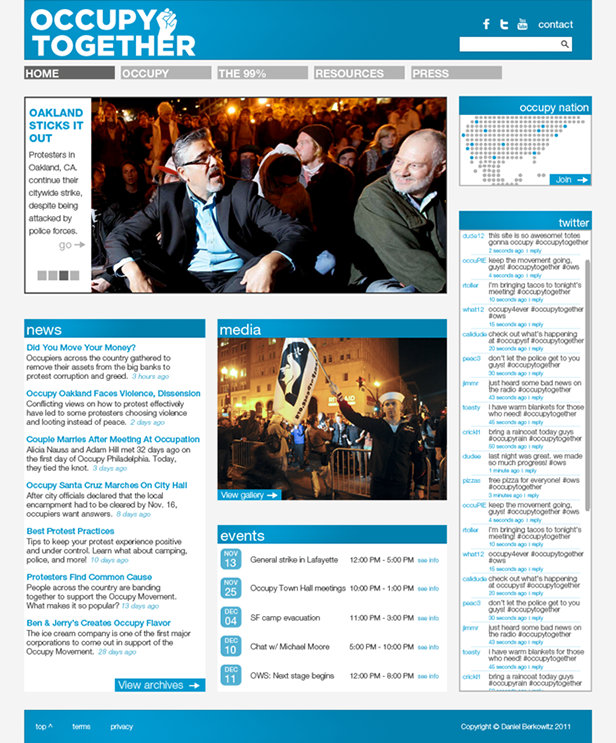 OCCUPY
TOGETHER
contact
HOME
OCCUPY
THE 99%
RESOURCES
PRESS
OAKLAND
STICKS IT
OUT
Protesters in
Oakland, CA.
continue their
citywide strike,
despite being
attacked by
police forces.
go
occupy nation
Join
news
Did You Move Your Money?
Occupiers across the country gathered to
remove their assets from the big banks to
protest corruption and greed. 3 hours ago
Occupy Oakland Faces Violence, Dissension
Conflicting views on how to protest effectively
have led to some protesters choosing violence
and looting instead of peace. 2 days ago
Couple Marries After Meeting At Occupation
Alicia Nausa and Adam Hill met 32 days ago on
the first day of Occupy Philadelphia. Today,
they tied the knot. 3 days ago
Occupy Santa Cruz Marches On City Hall
After city officials declared that the local
encampment had to be cleared by Nov. 16,
occupiers want answers. 8 days ago
Best Protest Practices
Tips to keep your protest experience positive
and under control. Learn what about camping,
police, and more! 10 days ago
Protesters Find Common Cause
People across the country are banding
together to support the Occupy Movement.
What makes it so popular? 13 days ago
Ben & Jerry's Creates Occupy Flavor
The ice cream company is one of the first major
corporations to come out in support of the
Occupy Movement. 28 days ago
View archives
media
View gallery
events
NOV
13
General strike in Lafayette 12:00 PM - 5:00 PM see info
NOV
25
Occupy Town Hall meetings 10:00 PM - 1:00 PM see info
DEC
04
SF camp evacuation 11:00 PM - 3:00 PM see info
DEC
10
Chat w/ Michael Moore 5:00 PM - 10:00 PM see info
DEC
11
OWS: Next stage begins 12:00 PM - 8:00 PM see info
twitter
dude12 this site is so awesome! totes
gonna occupy #occupytogether
2 seconds ago I reply
occuPIE keep the movement going,
guys! #occupytogether #ows
4 seconds ago I reply
rtoller I'm bringing tacos to tonight's
meeting! #occupytogether
10 seconds ago I reply
what12 occupy4ever #occupytogether
#ows
15 seconds ago I reply
calidude check out what's happening
at #occupysf #occupytogether
20 seconds ago I reply
peac3 don't let the police get to you
guys! #occupytogether
30 seconds ago I reply
jimmr just heard some bad news on
the radio #occupytogether
43 seconds ago I reply
toasty i have warm blankets for those
who need! #occupytogether
45 seconds ago I reply
crickt1 bring a raincoat today guys
#occupyrain #occupytogether
50 seconds ago I reply
dudee last night was great. we made
so much progress! #ows
1 minute ago I reply
pizzas free pizza for everyone! #ows
#occupytogether
3 minutes ago I reply
occuPIE keep the movement going,
guys! #occupytogether #ows
4 seconds ago I reply
rtoller I'm bringing tacos to tonight's
meeting! #occupytogether
10 seconds ago I reply
what12 occupy4ever #occupytogether
#ows
15 seconds ago I reply
calidude check out what's happening
at #occupysf #occupytogether
20 seconds ago I reply
peac3 don't let the police get to you
guys! #occupytogether
30 seconds ago I reply
jimmr just heard some bad news on
the radio #occupytogether
43 seconds ago I reply
toasty i have warm blankets for those
who need! #occupytogether
45 seconds ago I reply
crickt1 bring a raincoat today guys
#occupyrain #occupytogether
top ^
terms
privacy
Copyright © Daniel Berkowitz 2011